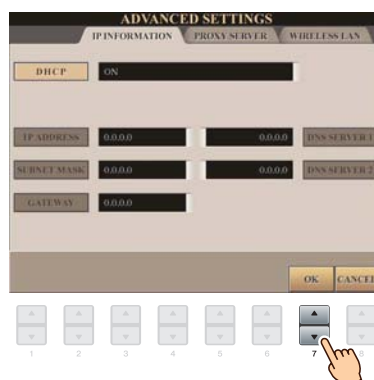 ADVANCED SETTINGS
IP INFORMATION PROXY SERVER WIRELESS LAN
DHCP ON
IP ADDRESS 0.0.0.0 0.0.0.0 DNS SERVER 1
SUBNET MASK 0.0.0.0 0.0.0.0 DNS SERVER 2
GATEWAY 0.0.0.0
OK CANCEL
1 2 3 4 5 6 7 8